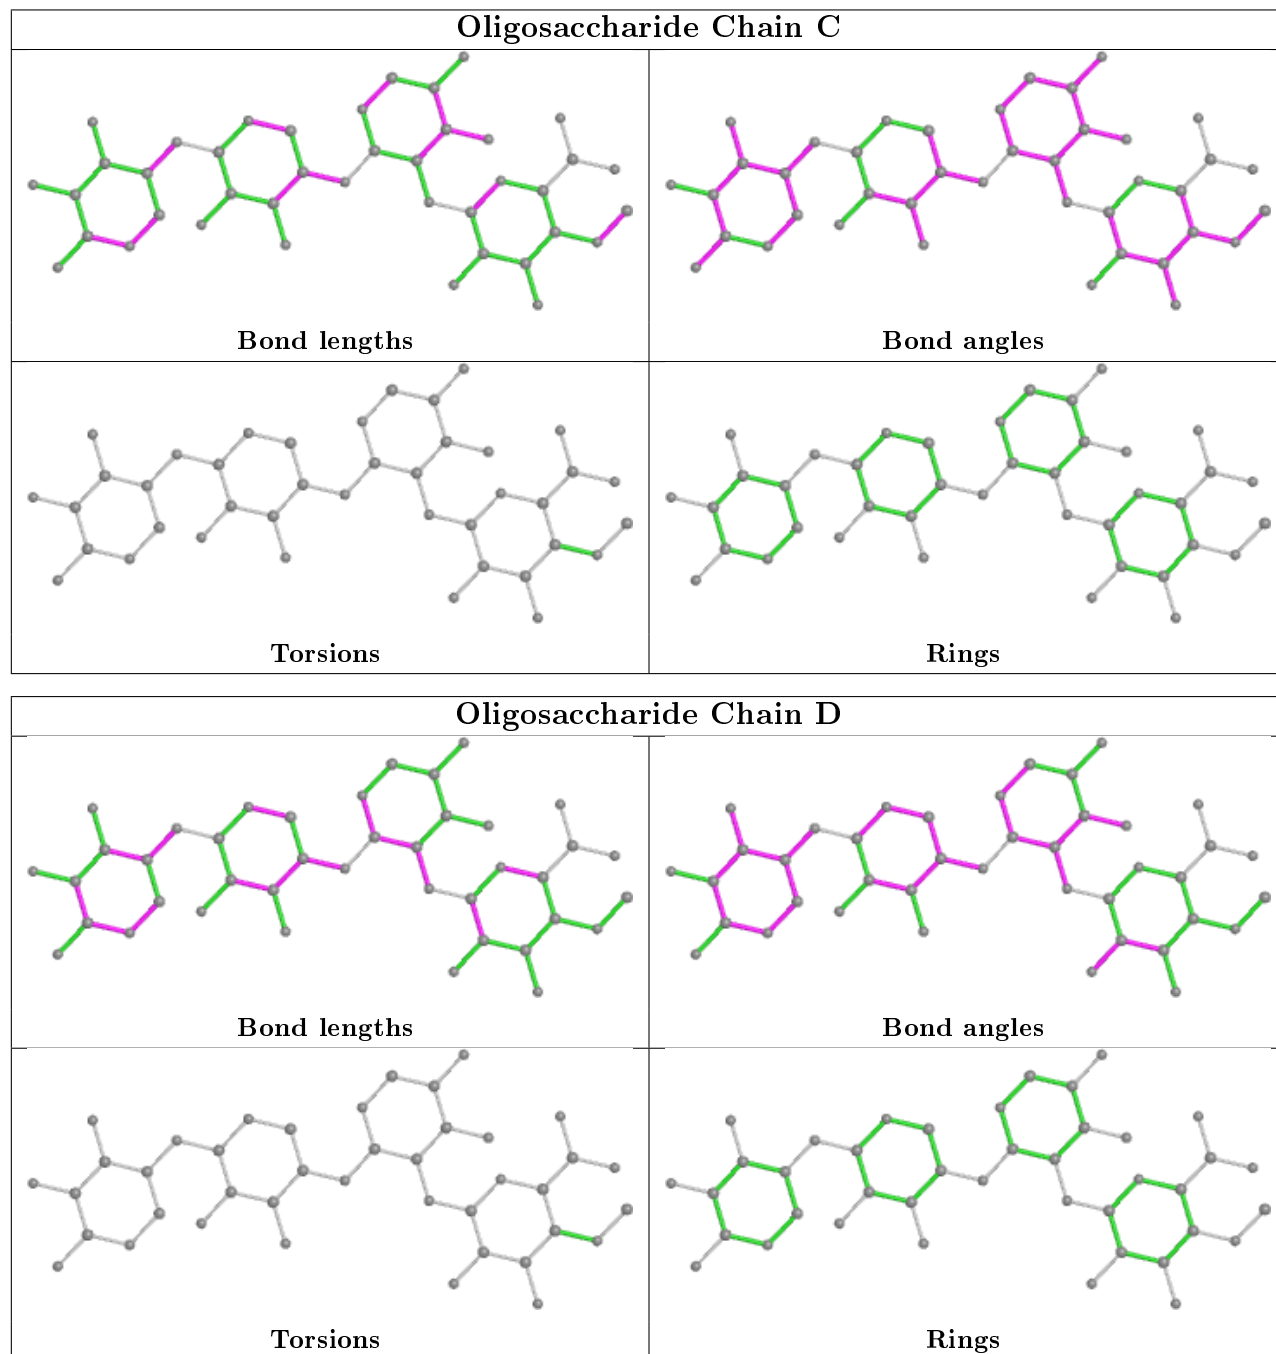 Oligosaccharide Chain C
Bond lengths
Bond angles
Torsions
Rings
Oligosaccharide Chain D
Bond lengths
Bond angles
Torsions
Rings